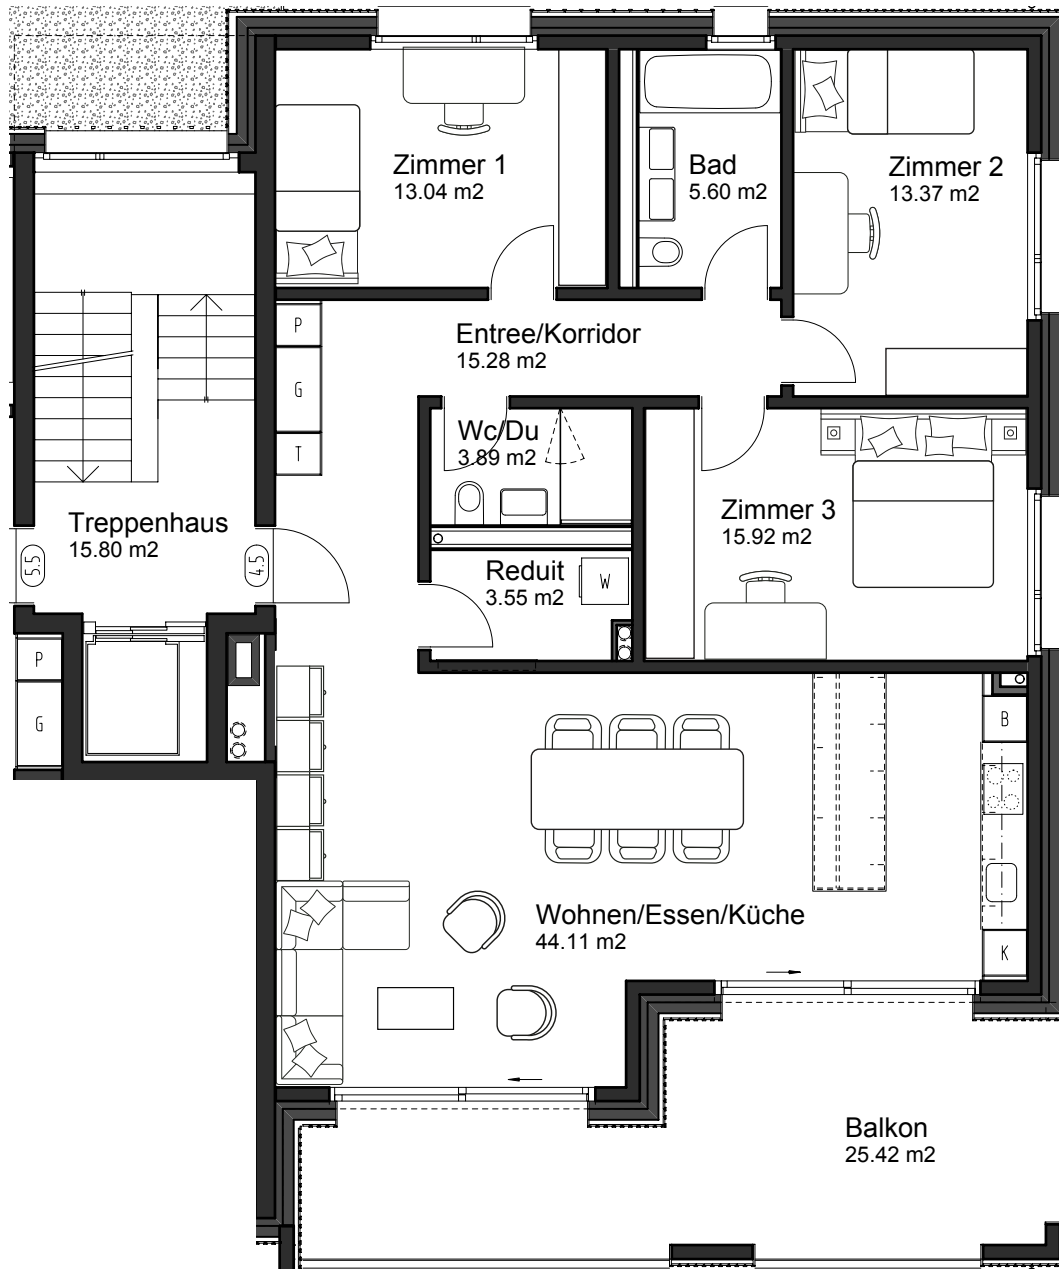 Zimmer 1
13.04 m2
Bad
5.60 m2
Zimmer 2
13.37 m2
P
G
T
Entree/Korridor
15.28 m2
Wc/Du
3.89 m2
Treppenhaus
15.80 m2
5.5
4.5
Zimmer 3
15.92 m2
Reduit
3.55 m2
W
P
G
B
Wohnen/Essen/Küche
44.11 m2
K
Balkon
25.42 m2